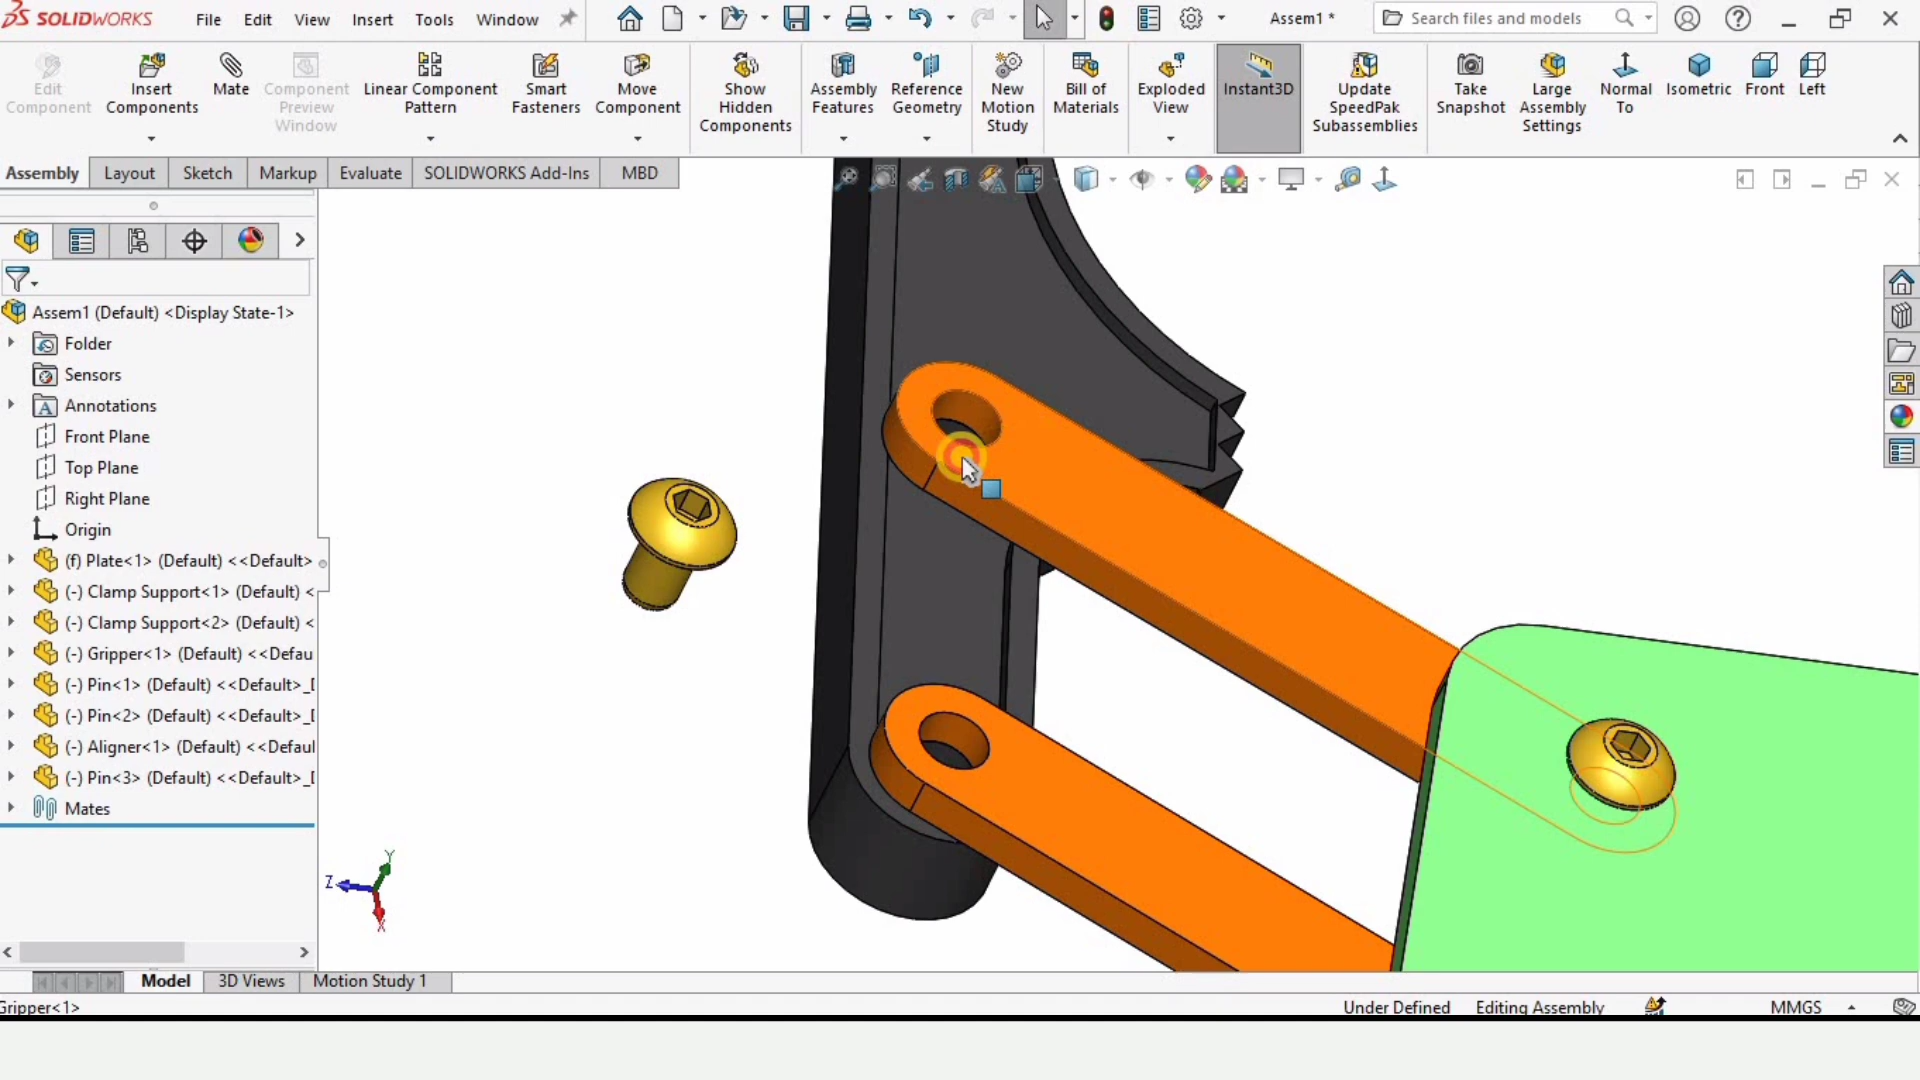 SOLIDWORKS File Edit View Insert Tools Window Assem1 * Search files and models
Edit Component
Insert Components
Mate
Component Preview Window
Linear Component Pattern
Smart Fasteners
Move Component
Show Hidden Components
Assembly Features
Reference Geometry
New Motion Study
Bill of Materials
Exploded View
Instant3D
Update SpeedPak Subassemblies
Take Snapshot
Large Assembly Settings
Normal To
Isometric
Front
Left
Assembly Layout Sketch Markup Evaluate SOLIDWORKS Add-Ins MBD
Assem1 (Default) <Display State-1>
Folder
Sensors
Annotations
Front Plane
Top Plane
Right Plane
Origin
(f) Plate<1> (Default) <<Default>
(-) Clamp Support<1> (Default) <
(-) Clamp Support<2> (Default) <
(-) Gripper<1> (Default) <<Defau
(-) Pin<1> (Default) <<Default>_D
(-) Pin<2> (Default) <<Default>_D
(-) Aligner<1> (Default) <<Defaul
(-) Pin<3> (Default) <<Default>_D
Mates
Y
Z
X
Model 3D Views Motion Study 1
Gripper<1> Under Defined Editing Assembly MMGS